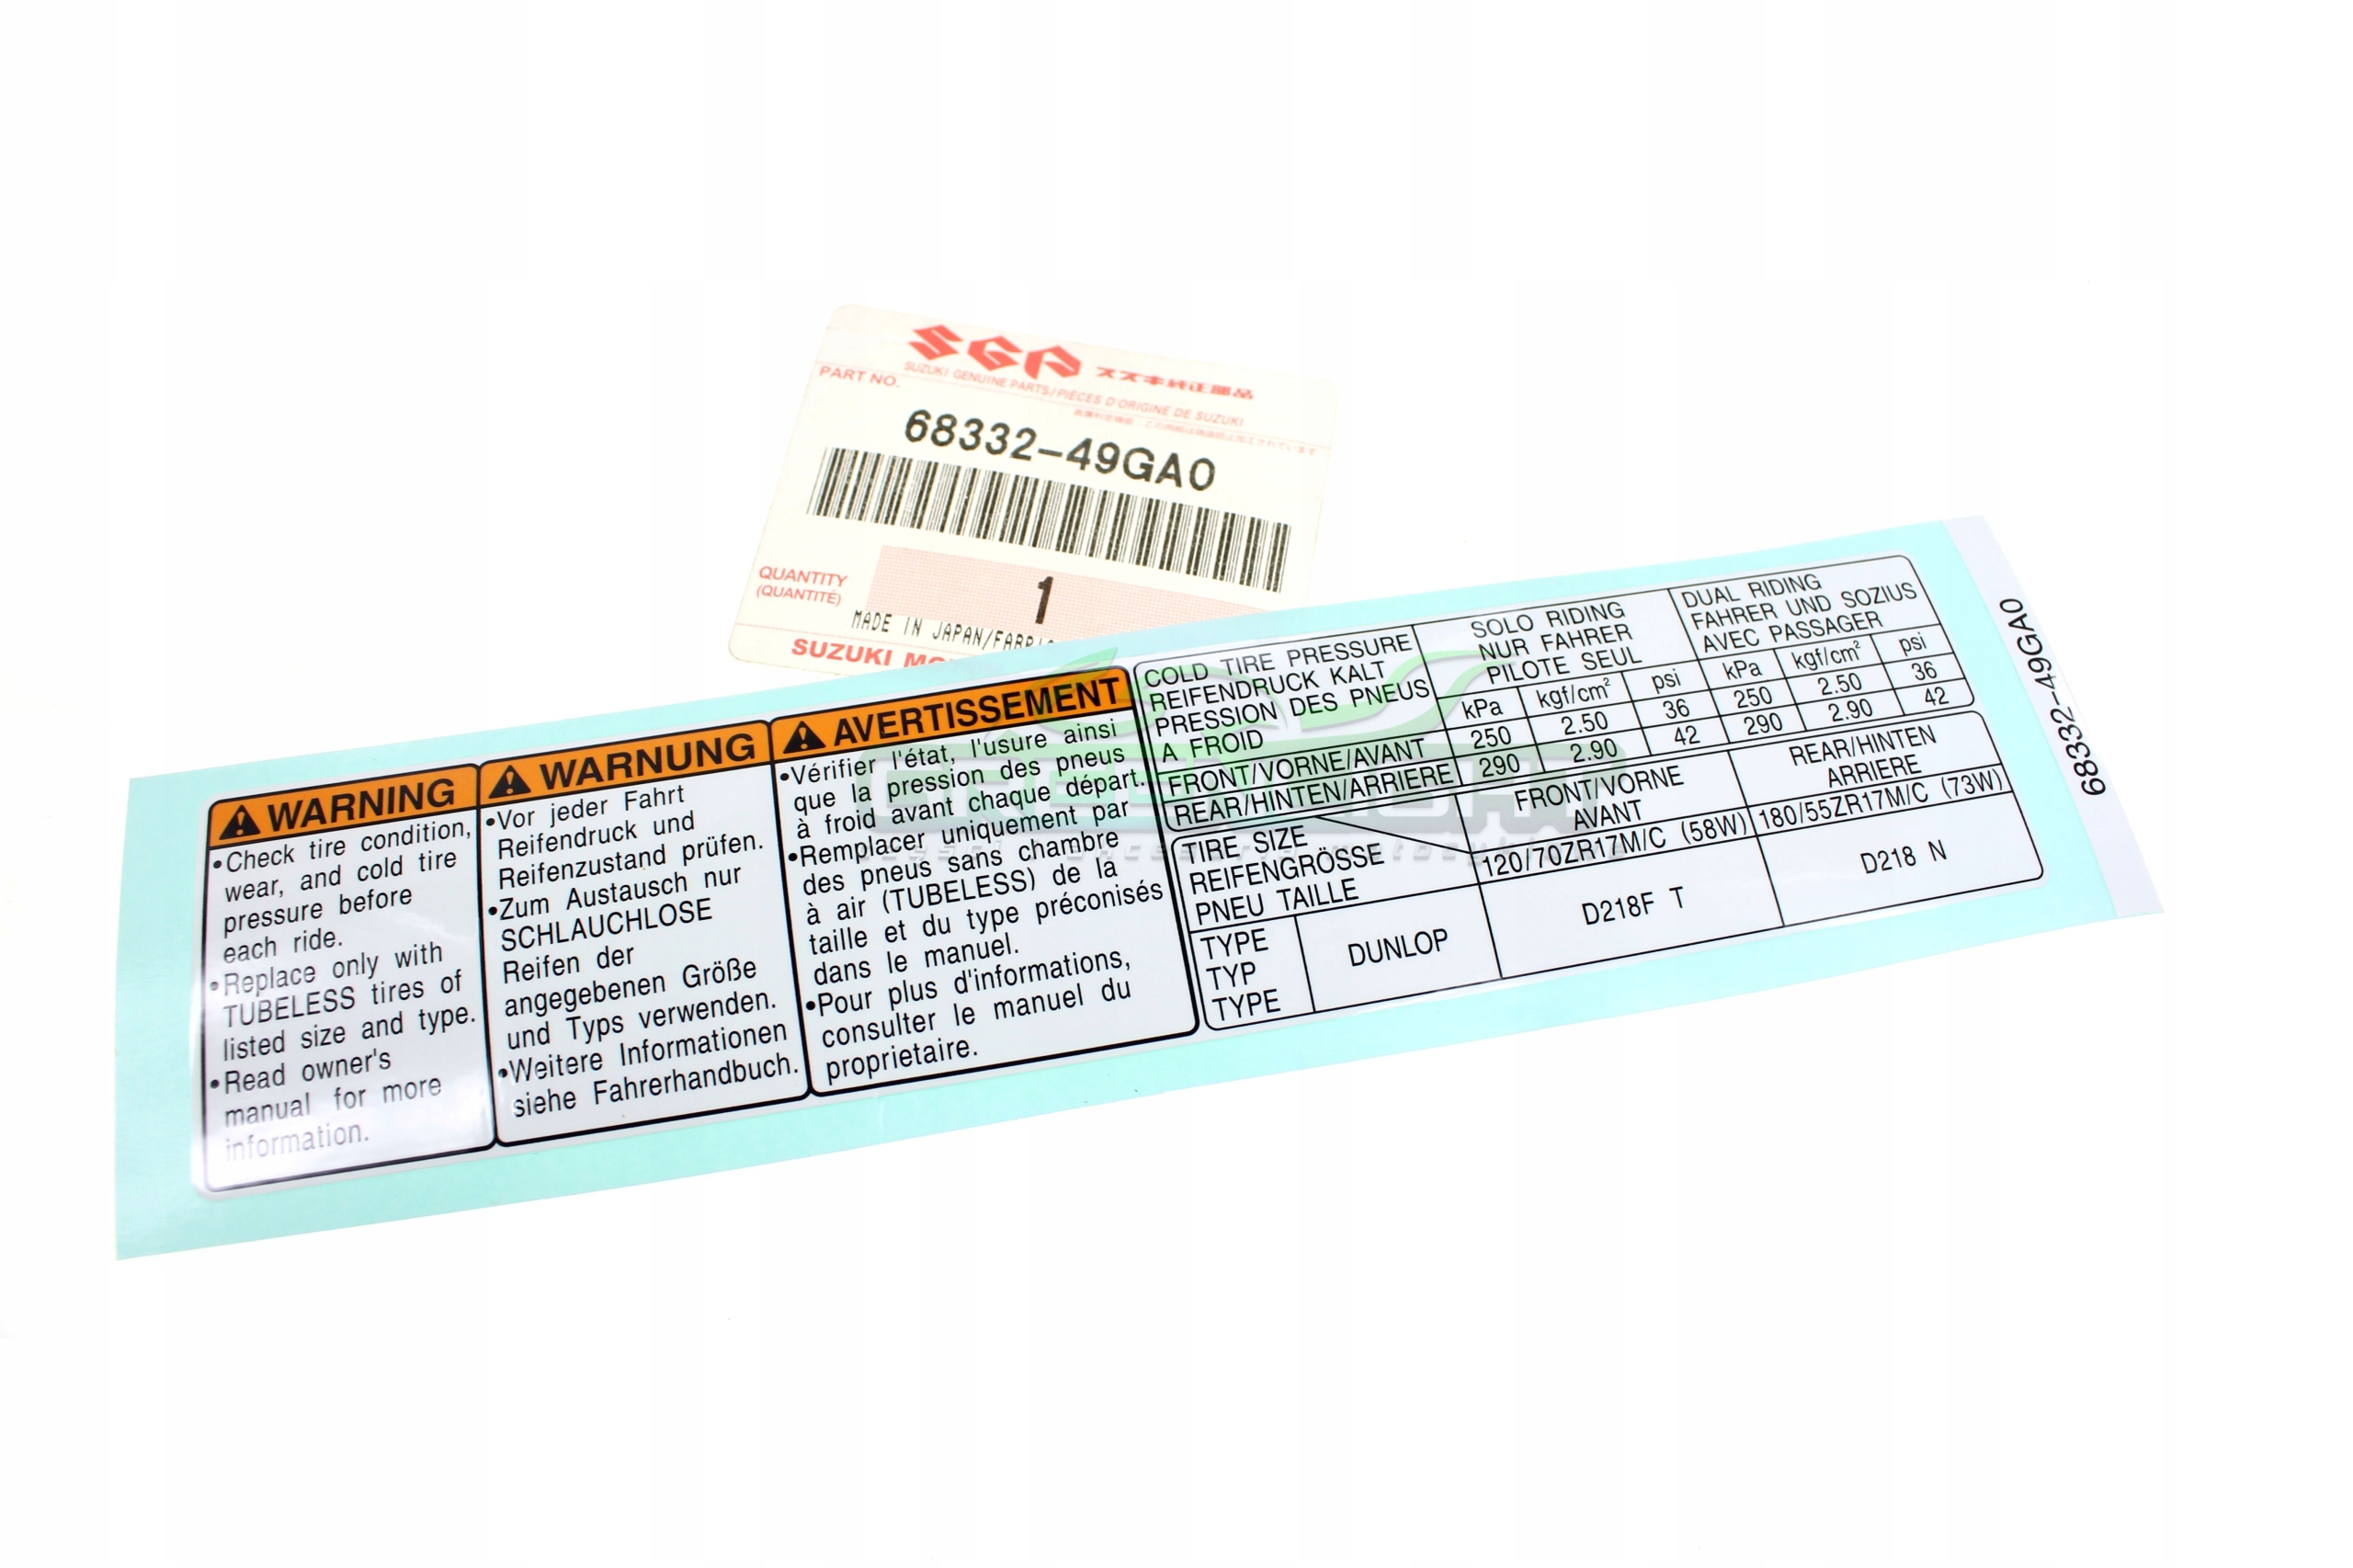 SGP スズキ純正部品
SUZUKI GENUINE PARTS/PIÈCES D'ORIGINE DE SUZUKI
PART NO.
68332-49GA0
QUANTITY
(QUANTITÉ)
1
MADE IN JAPAN/FABRIC
SUZUKI
WARNING
•Check tire condition,
wear, and cold tire
pressure before
each ride.
•Replace only with
TUBELESS tires of
listed size and type.
•Read owner's
manual for more
information.
WARNUNG
•Vor jeder Fahrt
Reifendruck und
Reifenzustand prüfen.
•Zum Austausch nur
SCHLAUCHLOSE
Reifen der
angegebenen Größe
und Typs verwenden.
•Weitere Informationen
siehe Fahrerhandbuch.
AVERTISSEMENT
•Vérifier l'état, l'usure ainsi
que la pression des pneus
à froid avant chaque départ.
•Remplacer uniquement par
des pneus sans chambre
à air (TUBELESS) de la
taille et du type préconisés
dans le manuel.
•Pour plus d'informations,
consulter le manuel du
proprietaire.
COLD TIRE PRESSURE
REIFENDRUCK KALT
PRESSION DES PNEUS
A FROID
SOLO RIDING
NUR FAHRER
PILOTE SEUL
DUAL RIDING
FAHRER UND SOZIUS
AVEC PASSAGER
kPa kgf/cm² psi kPa kgf/cm² psi
FRONT/VORNE/AVANT 250 2.50 36 250 2.50 36
REAR/HINTEN/ARRIERE 290 2.90 42 290 2.90 42
TIRE SIZE
REIFENGRÖSSE
PNEU TAILLE
FRONT/VORNE
AVANT
REAR/HINTEN
ARRIERE
120/70ZR17M/C (58W) 180/55ZR17M/C (73W)
TYPE
TYP
TYPE
DUNLOP D218F T D218 N
68332-49GA0